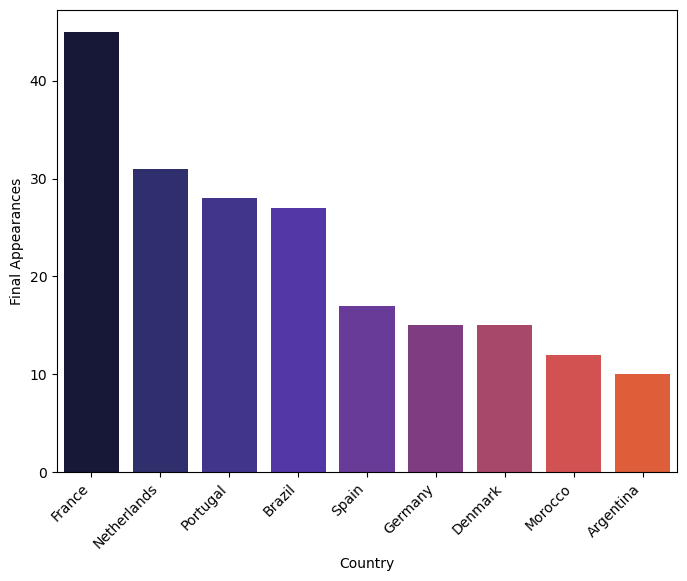 40
30
20
10
0
Final Appearances
France
Netherlands
Portugal
Brazil
Spain
Germany
Denmark
Morocco
Argentina
Country